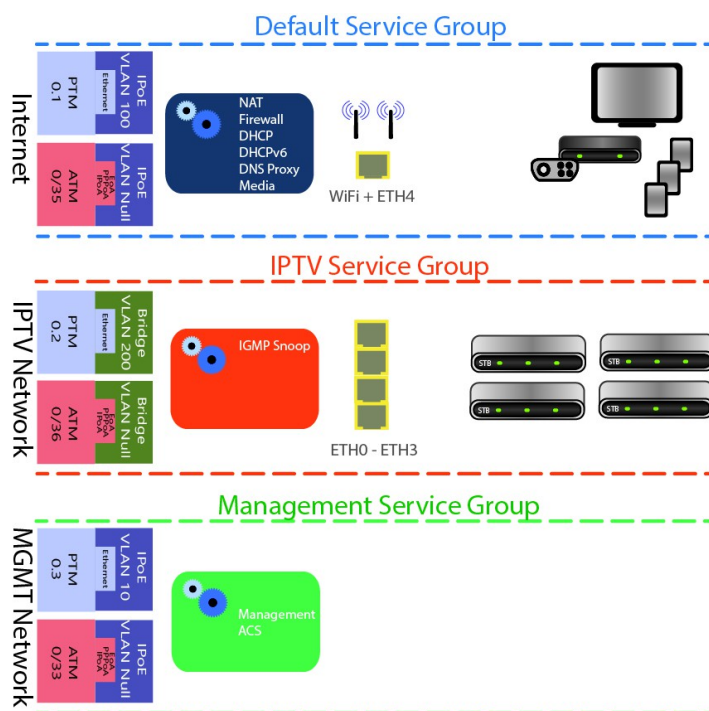 Default Service Group
Internet
PTM
0.1
Ethernet
IPoE
VLAN 100
ATM
0/35
EoA
PPPoA
IPoA
IPoE
VLAN Null
NAT
Firewall
DHCP
DHCPv6
DNS Proxy
Media
WiFi + ETH4
IPTV Service Group
IPTV Network
PTM
0.2
Ethernet
Bridge
VLAN 200
ATM
0/36
EoA
PPPoA
IPoA
Bridge
VLAN Null
IGMP Snoop
ETH0 - ETH3
STB
STB
STB
STB
Management Service Group
MGMT Network
PTM
0.3
Ethernet
IPoE
VLAN 10
ATM
0/33
EoA
PPPoA
IPoA
IPoE
VLAN Null
Management
ACS